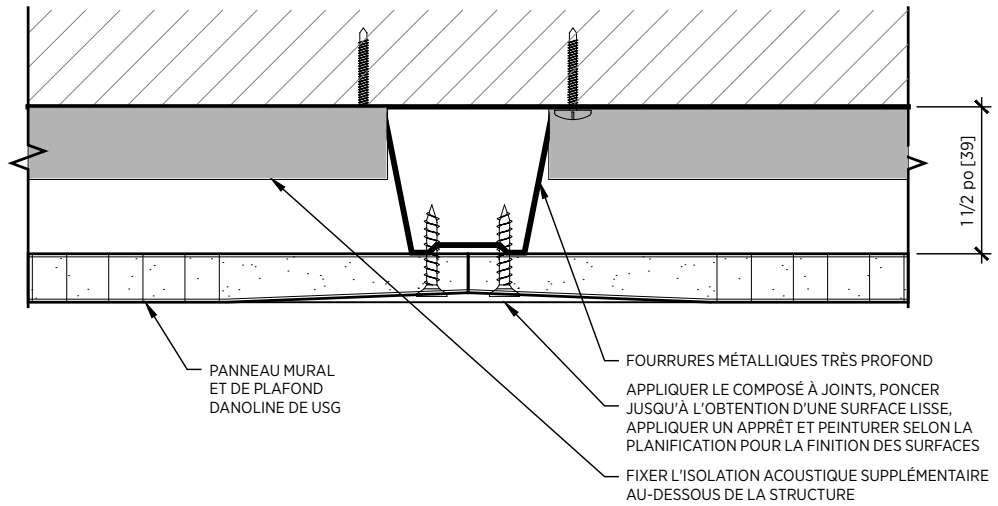 1 1/2 po [39]
PANNEAU MURAL
ET DE PLAFOND
DANOLINE DE USG
FOURRURES MÉTALLIQUES TRÈS PROFOND
APPLIQUER LE COMPOSÉ À JOINTS, PONCER
JUSQU'À L'OBTENTION D'UNE SURFACE LISSE,
APPLIQUER UN APPRÊT ET PEINTURER SELON LA
PLANIFICATION POUR LA FINITION DES SURFACES
FIXER L'ISOLATION ACOUSTIQUE SUPPLÉMENTAIRE
AU-DESSOUS DE LA STRUCTURE